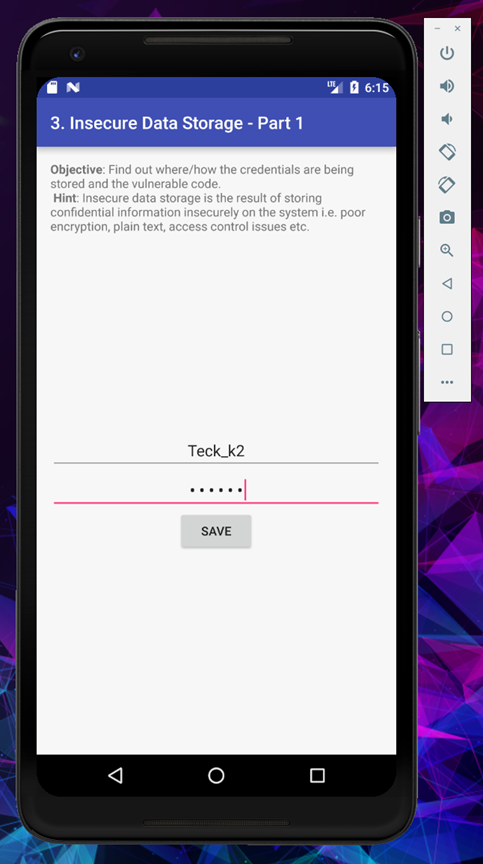 LTE 6:15
3. Insecure Data Storage - Part 1
Objective: Find out where/how the credentials are being
stored and the vulnerable code.
Hint: Insecure data storage is the result of storing
confidential information insecurely on the system i.e. poor
encryption, plain text, access control issues etc.
Teck_k2
SAVE